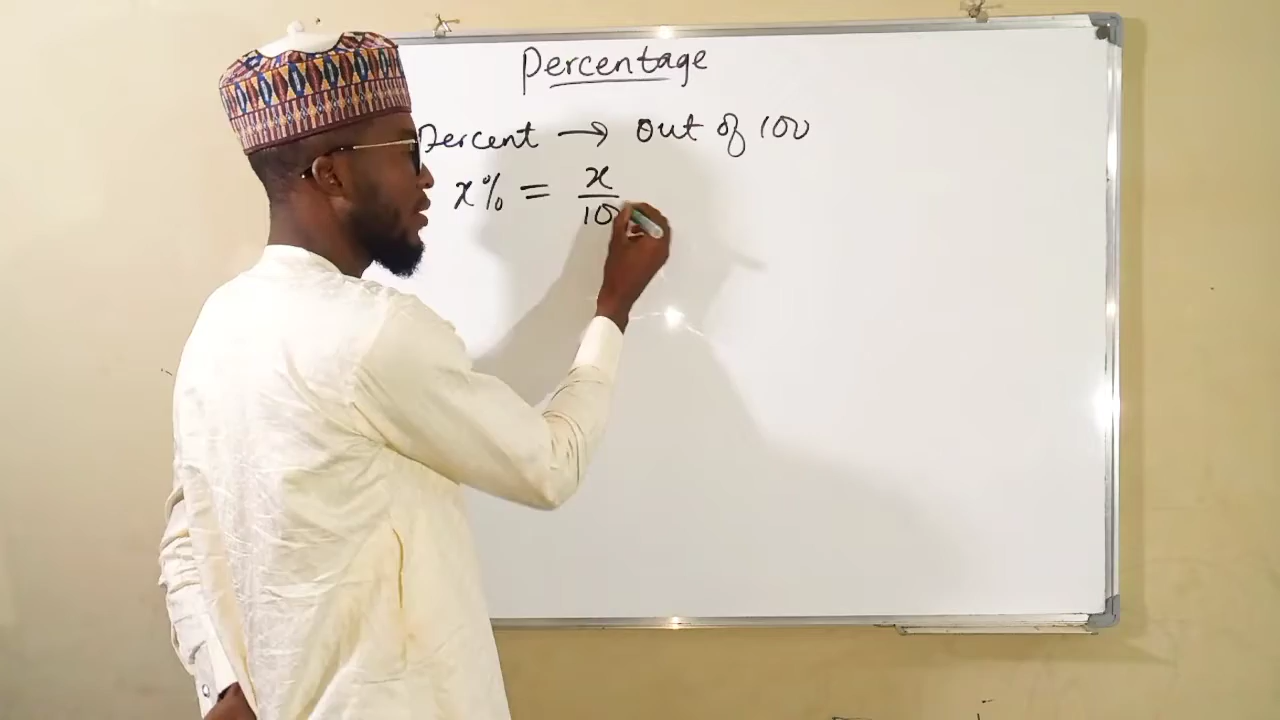 Percentage
Percent → Out of 100
x% = x/10